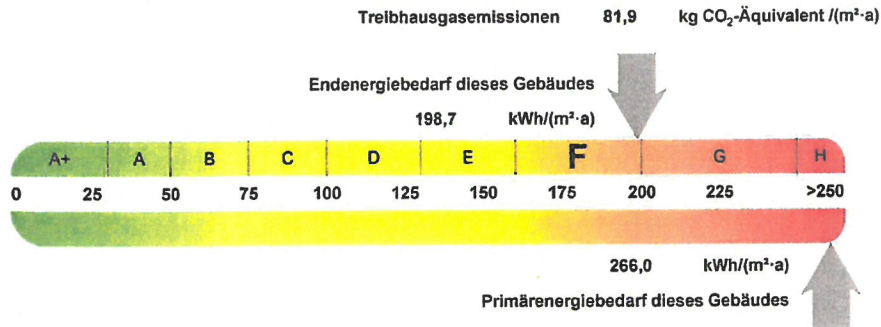 Treibhausgasemissionen 81,9 kg CO₂-Äquivalent /(m²·a)
Endenergiebedarf dieses Gebäudes
198,7 kWh/(m²·a)
A+ A B C D E F G H
0 25 50 75 100 125 150 175 200 225 >250
266,0 kWh/(m²·a)
Primärenergiebedarf dieses Gebäudes